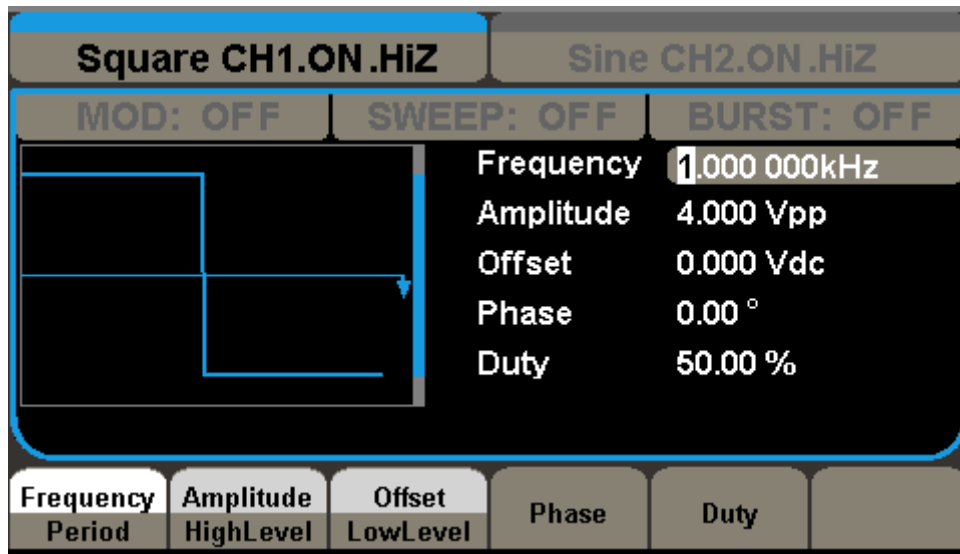 Square CH1.ON.HiZ
Sine CH2.ON.HiZ
MOD: OFF
SWEEP: OFF
BURST: OFF
Frequency 1.000 000kHz
Amplitude 4.000 Vpp
Offset 0.000 Vdc
Phase 0.00 °
Duty 50.00 %
Frequency
Period
Amplitude
HighLevel
Offset
LowLevel
Phase
Duty